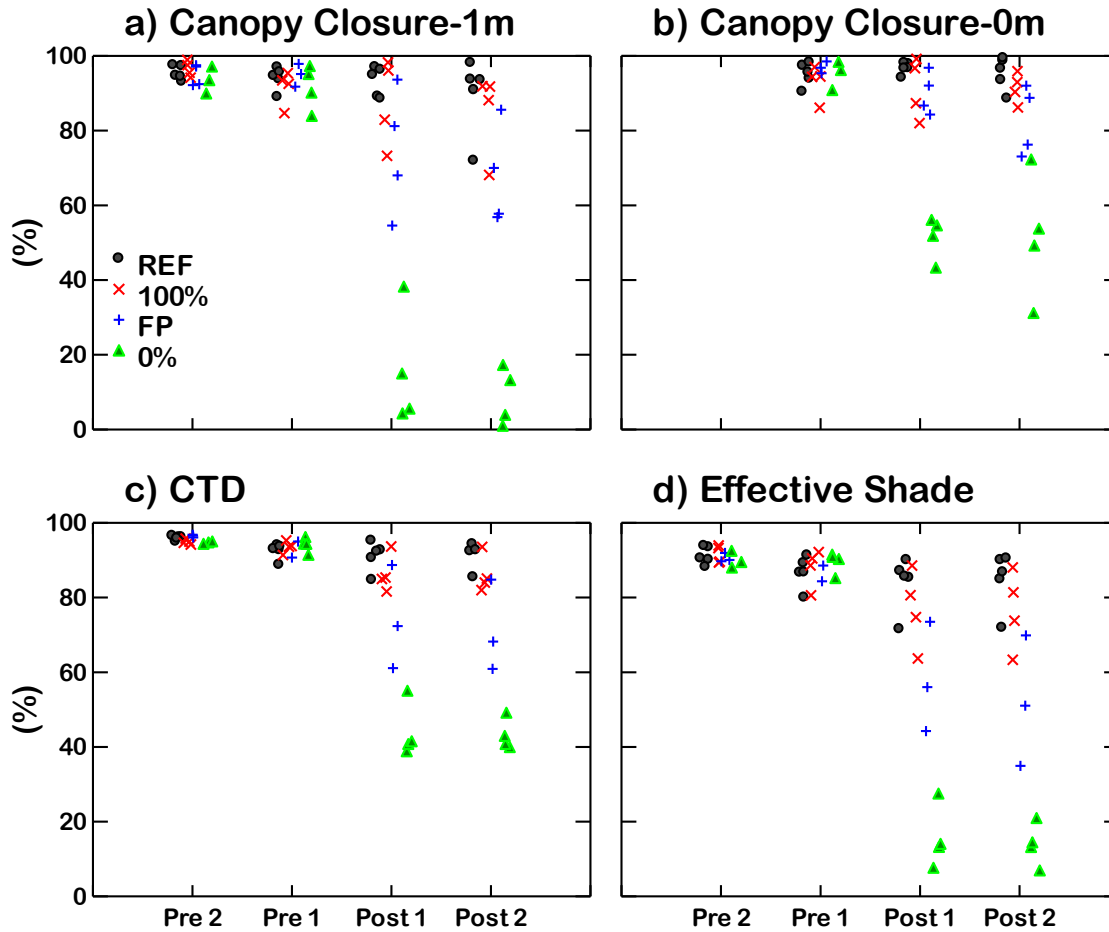 a) Canopy Closure-1m
b) Canopy Closure-0m
100
80
60
40
20
0
(%)
REF
100%
FP
0%
c) CTD
d) Effective Shade
100
80
60
40
20
0
(%)
Pre 2 Pre 1 Post 1 Post 2
Pre 2 Pre 1 Post 1 Post 2